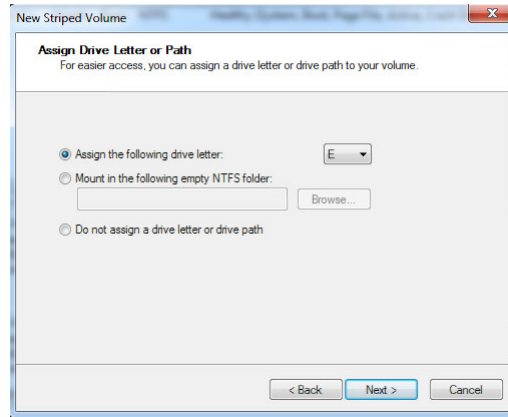 New Striped Volume
Assign Drive Letter or Path
For easier access, you can assign a drive letter or drive path to your volume.
Assign the following drive letter:
E
Mount in the following empty NTFS folder:
Browse...
Do not assign a drive letter or drive path
< Back
Next >
Cancel